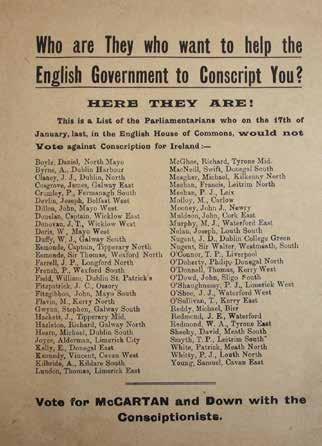 Who are They who want to help the
English Government to Conscript You?
HERE THEY ARE!
This is a List of the Parliamentarians who on the 17th of
January, last, in the English House of Commons, would not
Vote against Conscription for Ireland:—
Boyle, Daniel, North Mayo
Byrne, A., Dublin Harbour
Clancy, J. J., Dublin, North
Cosgrave, James, Galway East
Crumley, P., Fermanagh South
Devlin, Joseph, Belfast West
Dillon, John, Mayo West
Donelan, Captain, Wicklow East
Donovan, J. T., Wicklow West
Doris, W., Mayo West
Duffy, W. J., Galway South
Esmonde, Captain, Tipperary North
Esmonde, Sir Thomas, Wexford North
Farrell, J. P., Longford North
Ffrench, P., Wexford South
Field, William, Dublin St. Patrick's
Fitzpatrick, J. C., Ossory
Fitzgibbon, John, Mayo South
Flavin, M., Kerry North
Gwynn, Stephen, Galway South
Hackett, J., Tipperary Mid.
Hazleton, Richard, Galway North
Hearn, Michael, Dublin South
Joyce, Alderman, Limerick City
Kelly, E., Donegal East
Kennedy, Vincent, Cavan West
Kilbride, A., Kildare South
Lundon, Thomas, Limerick East
McGhee, Richard, Tyrone Mid.
MacNeill, Swift, Donegal South
Meagher, Michael, Kilkenny North
Meehan, Francis, Leitrim North
Meehan, P. J., Leix
Molloy, M., Carlow
Mooney, John J., Newry
Muldoon, John, Cork East
Murphy, M. J., Waterford East
Nolan, Joseph, Louth South
Nugent, J. D., Dublin College Green
Nugent, Sir Walter, Westmeath, South
O'Connor, T. P., Liverpool
O'Doherty, Philip, Donegal North
O'Donnell, Thomas, Kerry West
O'Dowd, John, Sligo South
O'Shaughnessy, P. J., Limerick West
O'Shee, J. J., Waterford West
O'Sullivan, T., Kerry East
Reddy, Michael, Birr
Redmond, J. E., Waterford
Redmond, W. A., Tyrone East
Sheehy, David, Meath South
Smyth, T. P., Leitrim South
White, Patrick, Meath North
Whitty, P. J., Louth North
Young, Samuel, Cavan East
Vote for McCARTAN and Down with the
Consciptionists.